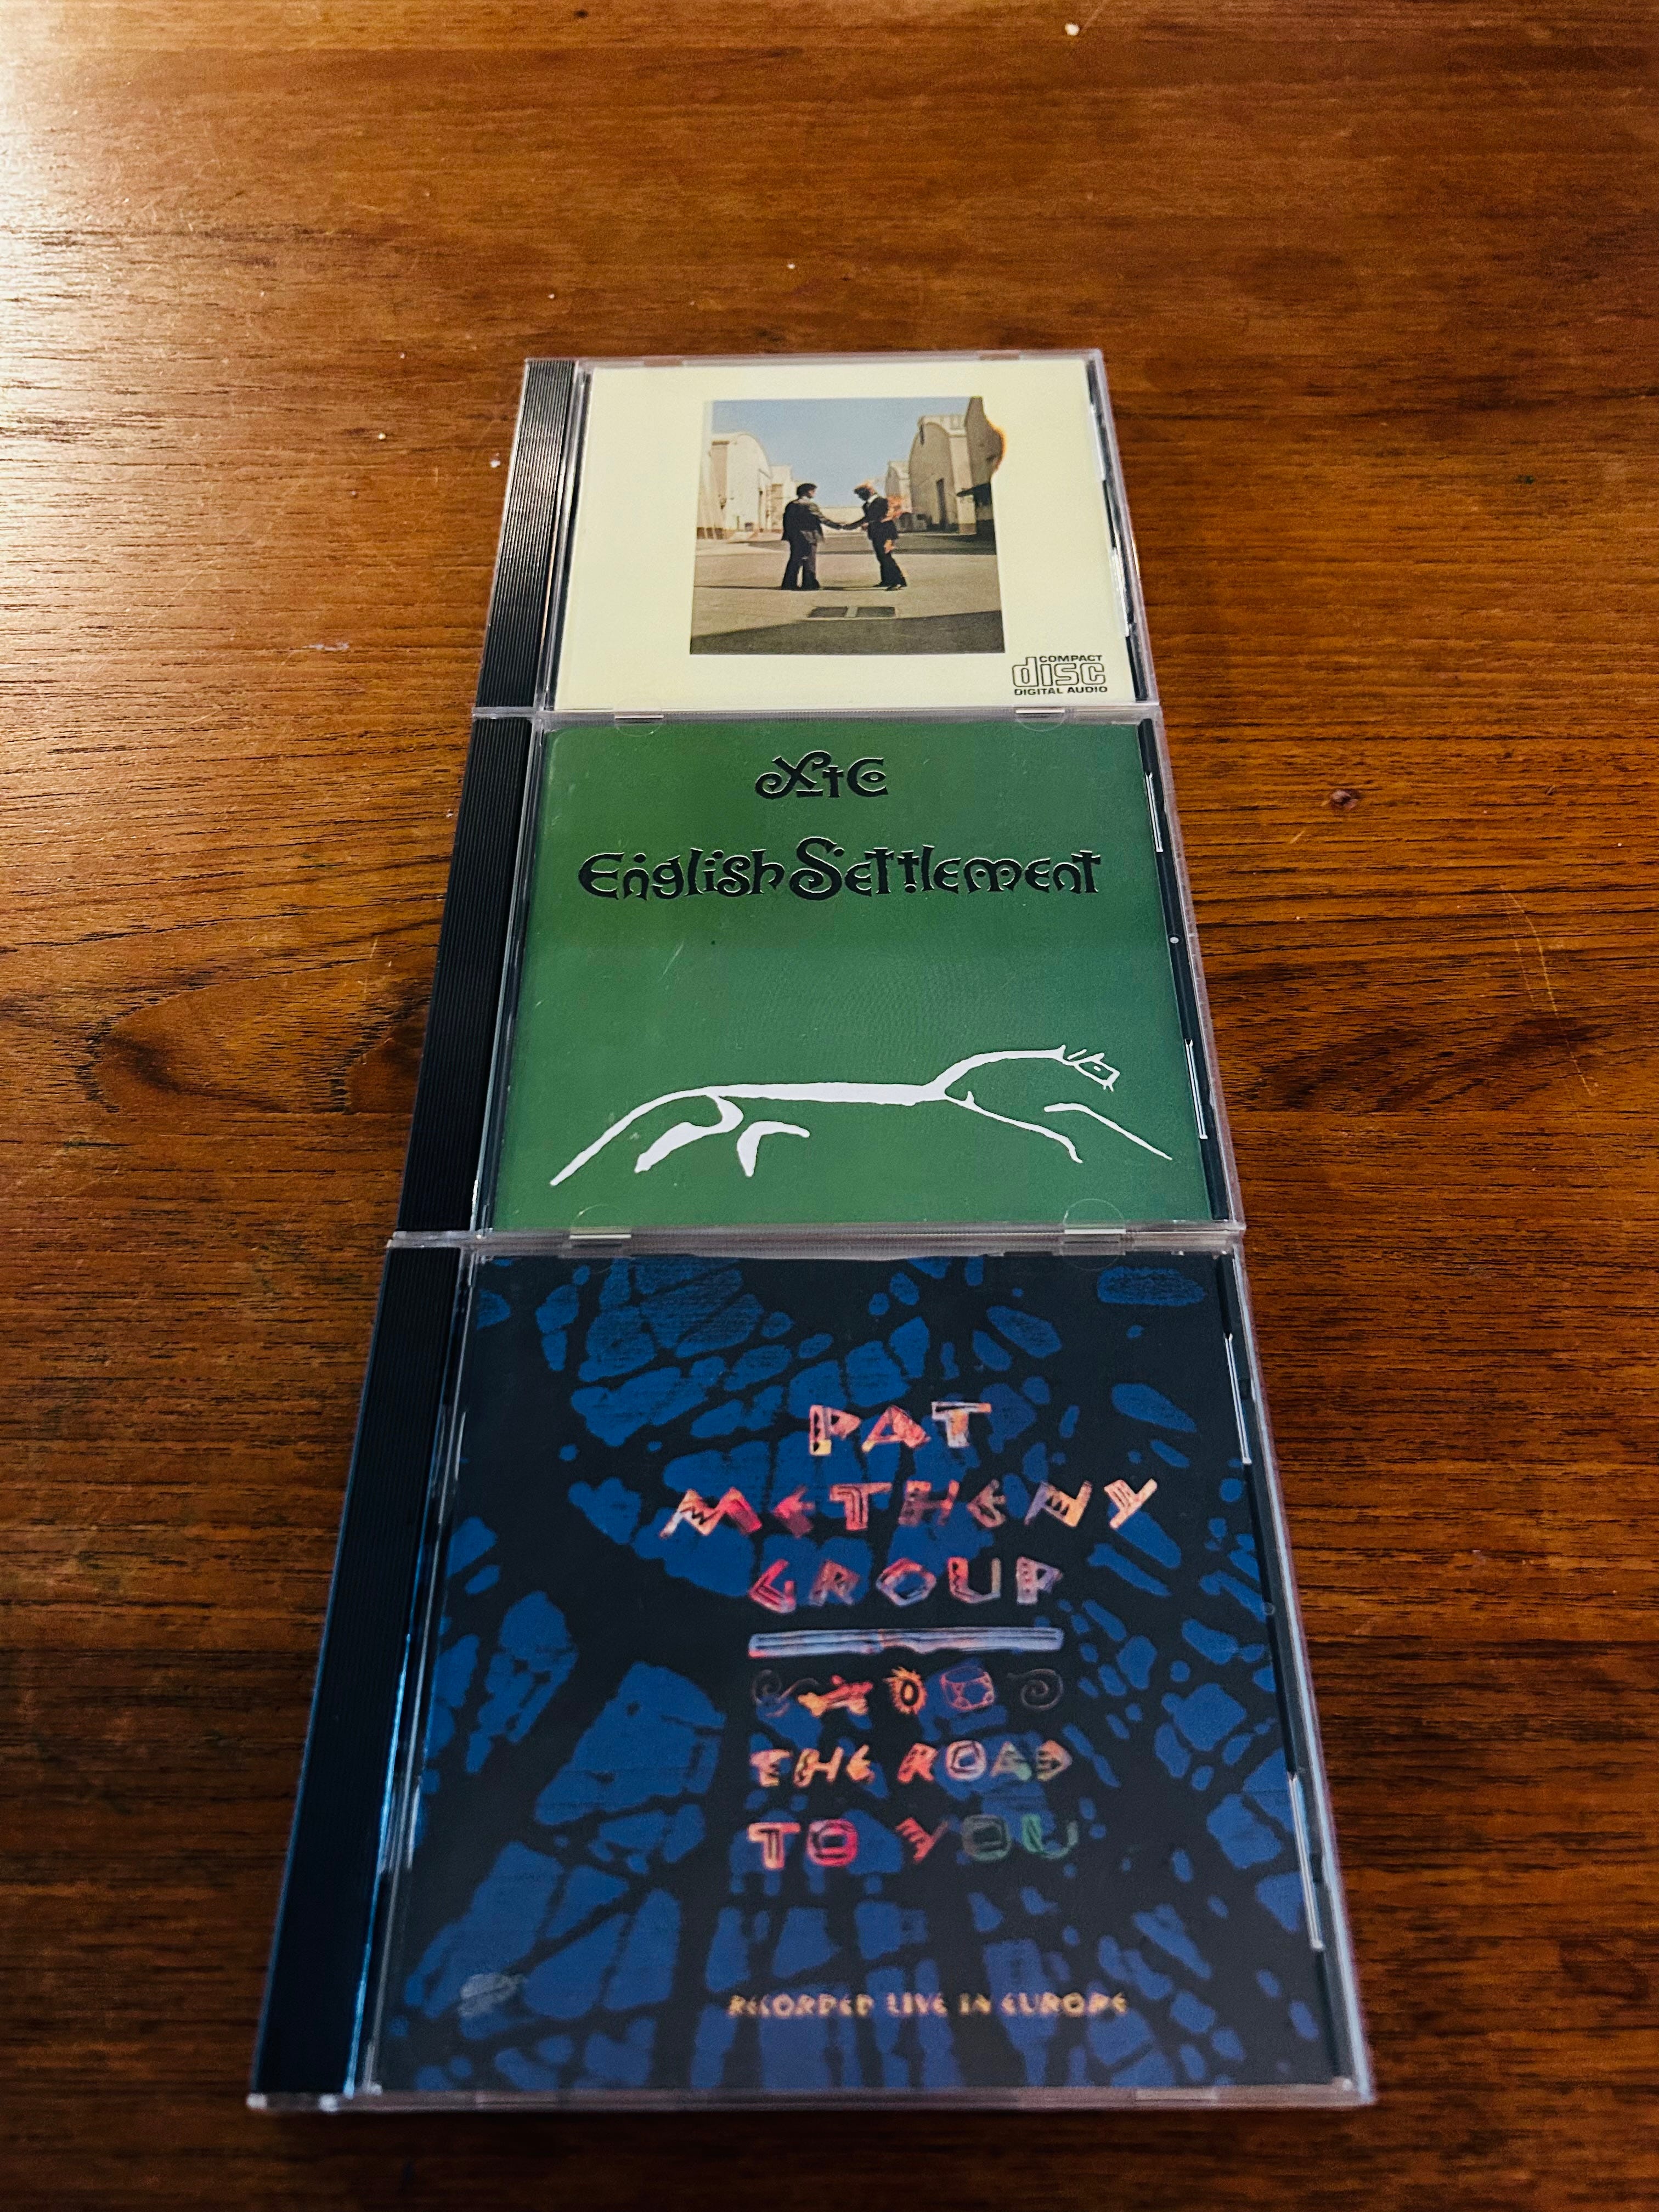 COMPACT
disc
DIGITAL AUDIO
XTC
English Settlement
PAT
METHENY
GROUP
THE ROAD
TO YOU
RECORDED LIVE IN EUROPE